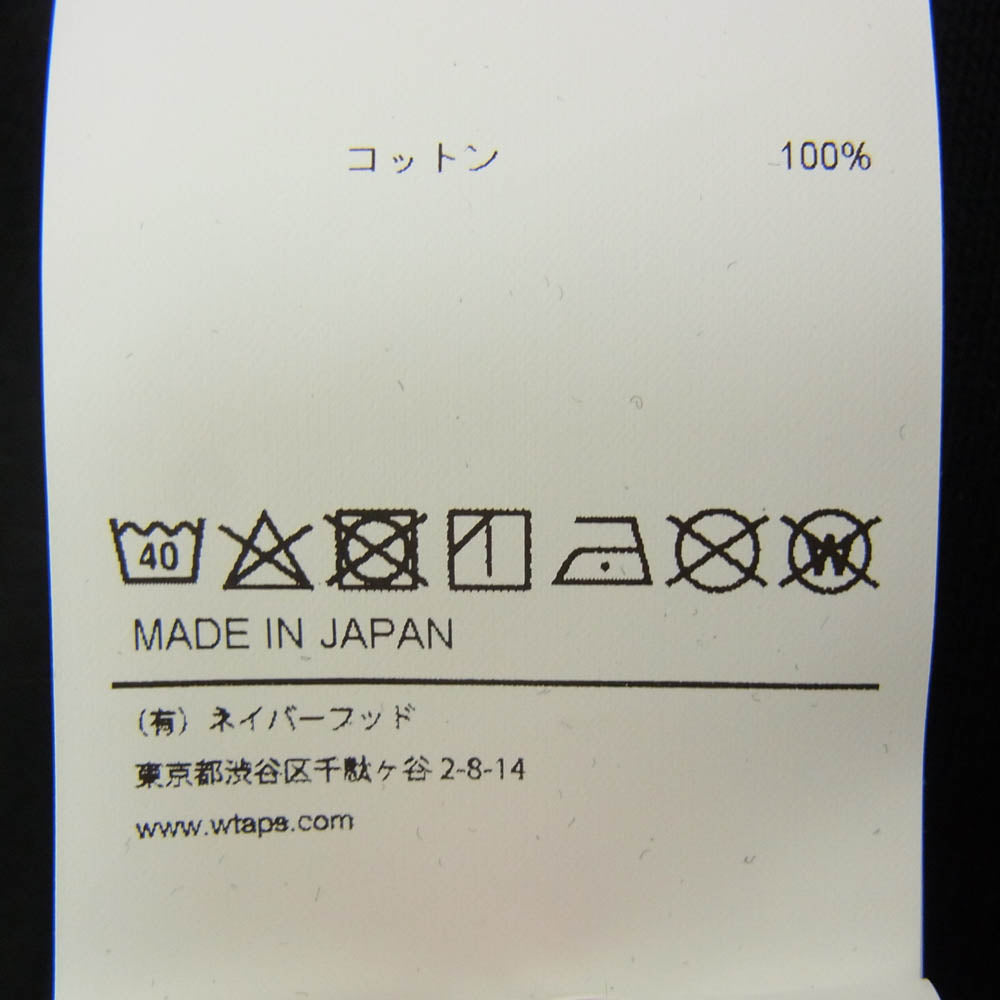 コットン 100%
40
W
MADE IN JAPAN
(有) ネイバーフッド
東京都渋谷区千駄ヶ谷 2-8-14
www.wtaps.com